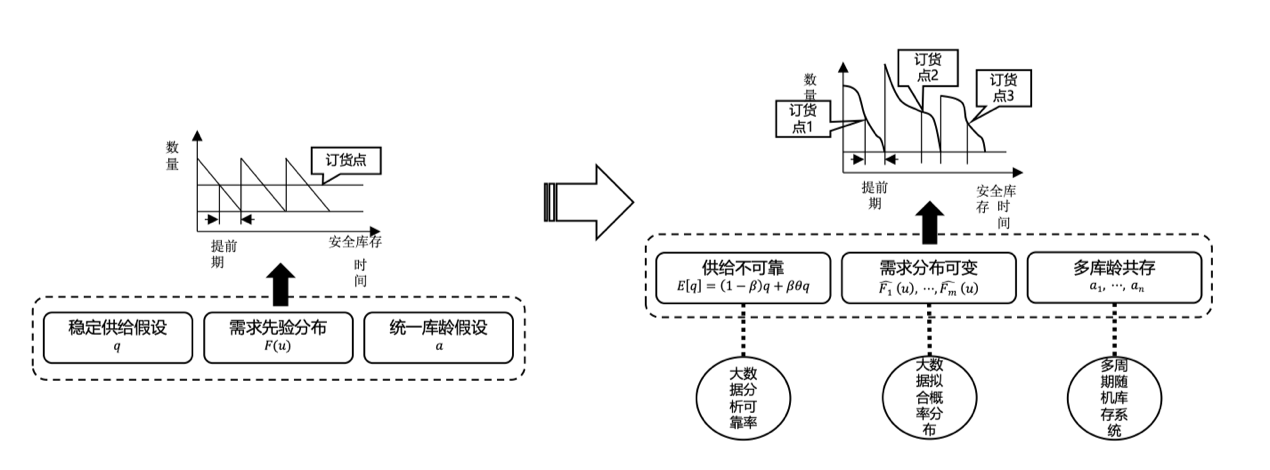 数
量
订货点
提前
期
安全库存
时
间
稳定供给假设
q
需求先验分布
F(u)
统一库龄假设
a
数
量
订货
点1
订货
点2
订货
点3
提前
期
安全库
存 时
间
供给不可靠
E[q] = (1 − β)q + βθq
需求分布可变
F̂₁(u), ⋯, F̂ₘ(u)
多库龄共存
a₁, ⋯, aₙ
大数
据分
析可
靠率
大数
据拟
合概
率分
布
多周
期随
机库
存系
统